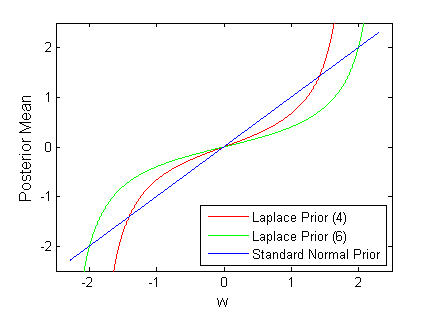 2
1
0
-1
-2
Posterior Mean
Laplace Prior (4)
Laplace Prior (6)
Standard Normal Prior
-2
-1
0
1
2
w